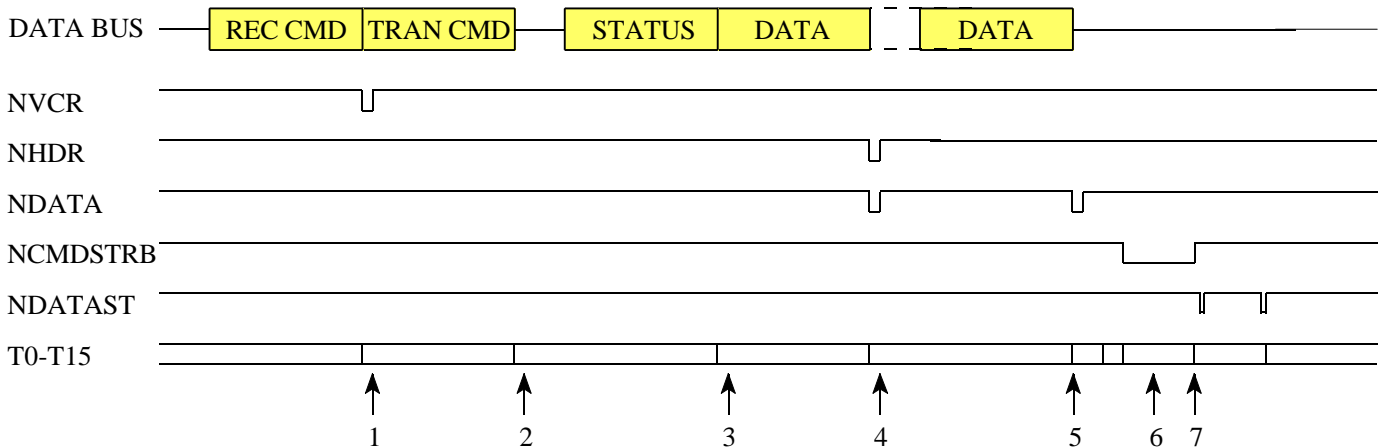 DATA BUS REC CMD TRAN CMD STATUS DATA DATA
NVCR
NHDR
NDATA
NCMDSTRB
NDATAST
T0-T15
1 2 3 4 5 6 7